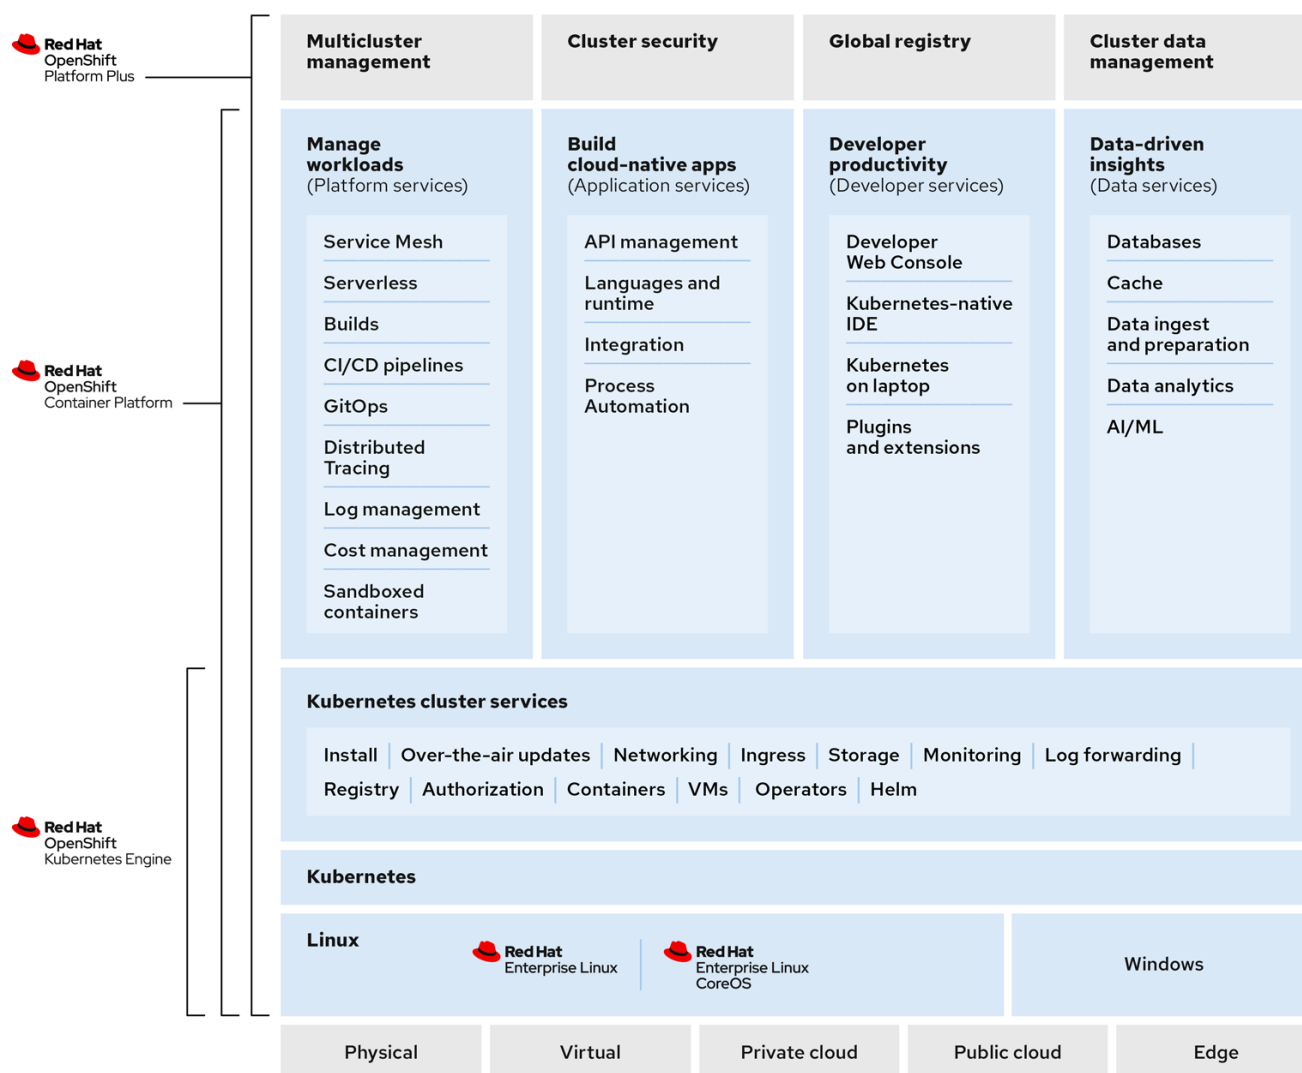 Red Hat
OpenShift
Platform Plus
Multicluster
management
Cluster security
Global registry
Cluster data
management
Red Hat
OpenShift
Container Platform
Manage
workloads
(Platform services)
Service Mesh
Serverless
Builds
CI/CD pipelines
GitOps
Distributed
Tracing
Log management
Cost management
Sandboxed
containers
Build
cloud-native apps
(Application services)
API management
Languages and
runtime
Integration
Process
Automation
Developer
productivity
(Developer services)
Developer
Web Console
Kubernetes-native
IDE
Kubernetes
on laptop
Plugins
and extensions
Data-driven
insights
(Data services)
Databases
Cache
Data ingest
and preparation
Data analytics
AI/ML
Red Hat
OpenShift
Kubernetes Engine
Kubernetes cluster services
Install | Over-the-air updates | Networking | Ingress | Storage | Monitoring | Log forwarding |
Registry | Authorization | Containers | VMs | Operators | Helm
Kubernetes
Linux
Red Hat
Enterprise Linux
Red Hat
Enterprise Linux
CoreOS
Windows
Physical
Virtual
Private cloud
Public cloud
Edge